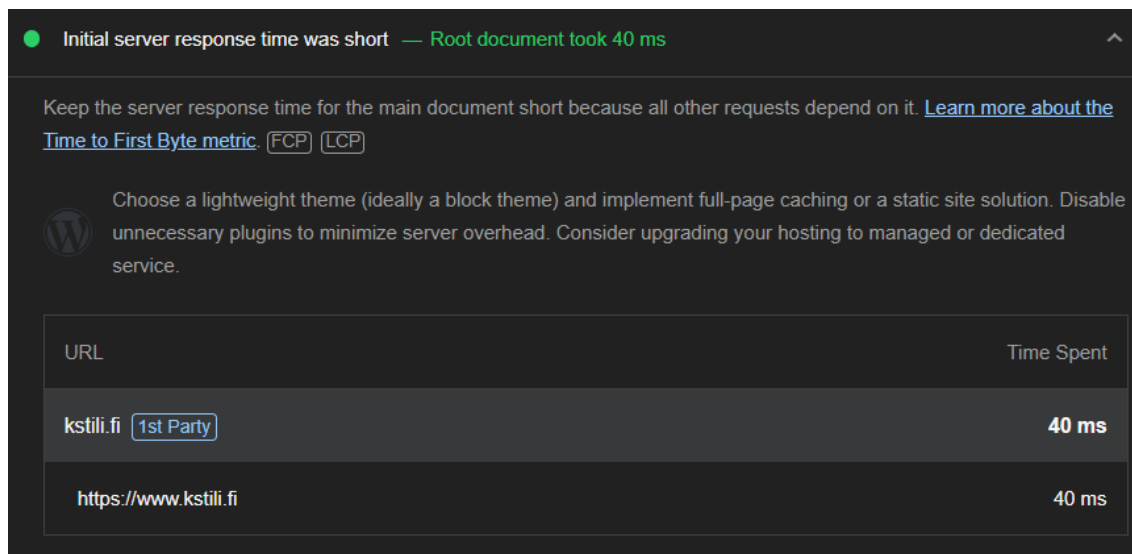 Initial server response time was short — Root document took 40 ms
Keep the server response time for the main document short because all other requests depend on it. Learn more about the
Time to First Byte metric. FCP LCP
Choose a lightweight theme (ideally a block theme) and implement full-page caching or a static site solution. Disable
unnecessary plugins to minimize server overhead. Consider upgrading your hosting to managed or dedicated
service.
URL Time Spent
kstili.fi 1st Party 40 ms
https://www.kstili.fi 40 ms